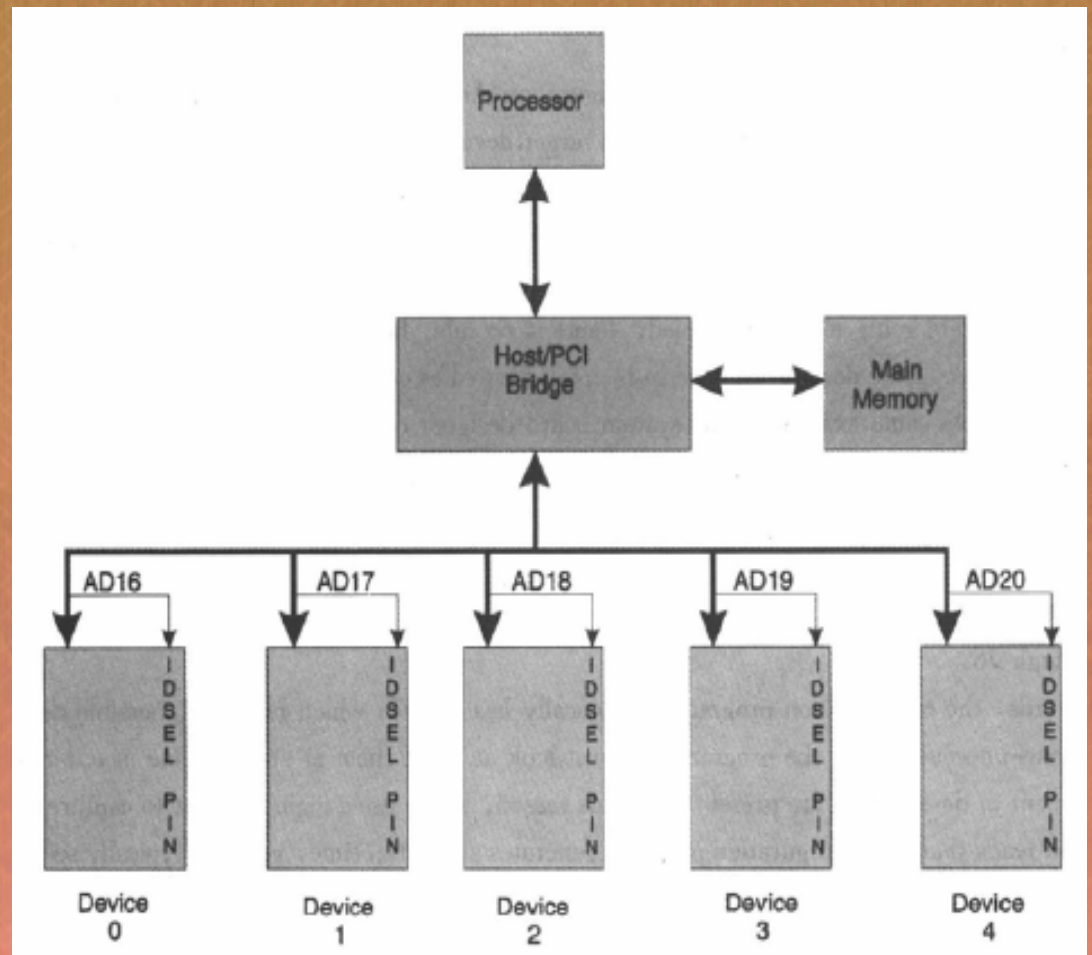 Processor
Host/PCI
Bridge
Main
Memory
AD16
AD17
AD18
AD19
AD20
IDSEL PIN
IDSEL PIN
IDSEL PIN
IDSEL PIN
IDSEL PIN
Device
0
Device
1
Device
2
Device
3
Device
4